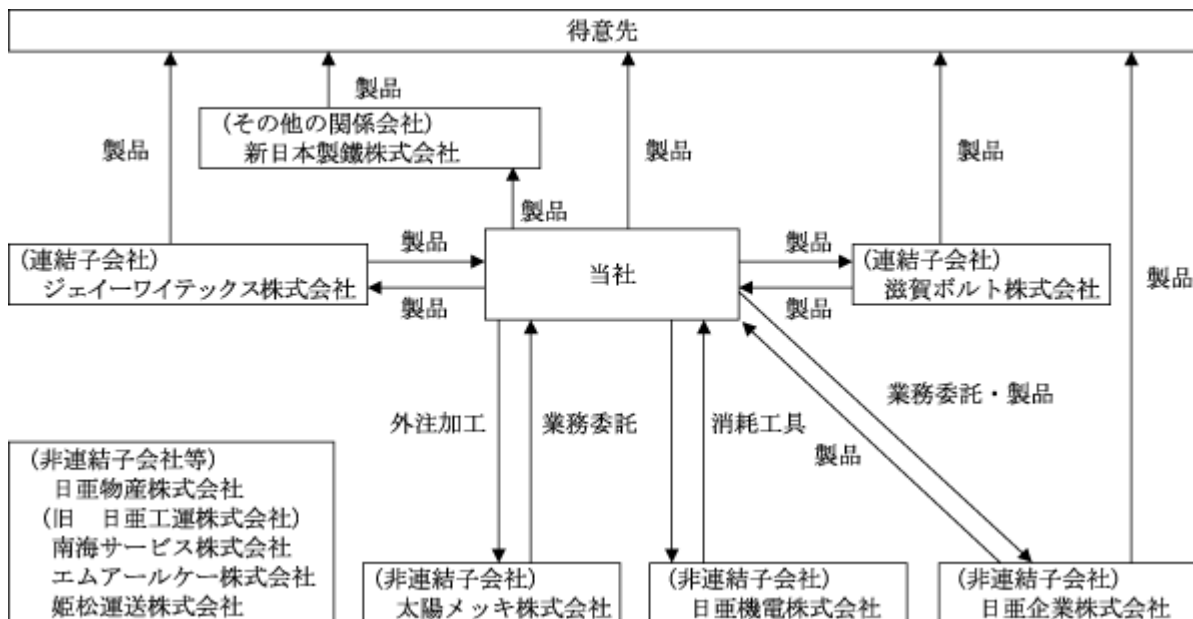 得意先
製品
(その他の関係会社)
新日本製鐵株式会社
製品
製品
製品
製品
製品
(連結子会社)
ジェイーワイテックス株式会社
製品
製品
当社
製品
製品
(連結子会社)
滋賀ボルト株式会社
外注加工
業務委託
消耗工具
業務委託・製品
製品
(非連結子会社等)
日亜物産株式会社
(旧 日亜工運株式会社)
南海サービス株式会社
エムアールケー株式会社
姫松運送株式会社
(非連結子会社)
太陽メッキ株式会社
(非連結子会社)
日亜機電株式会社
(非連結子会社)
日亜企業株式会社